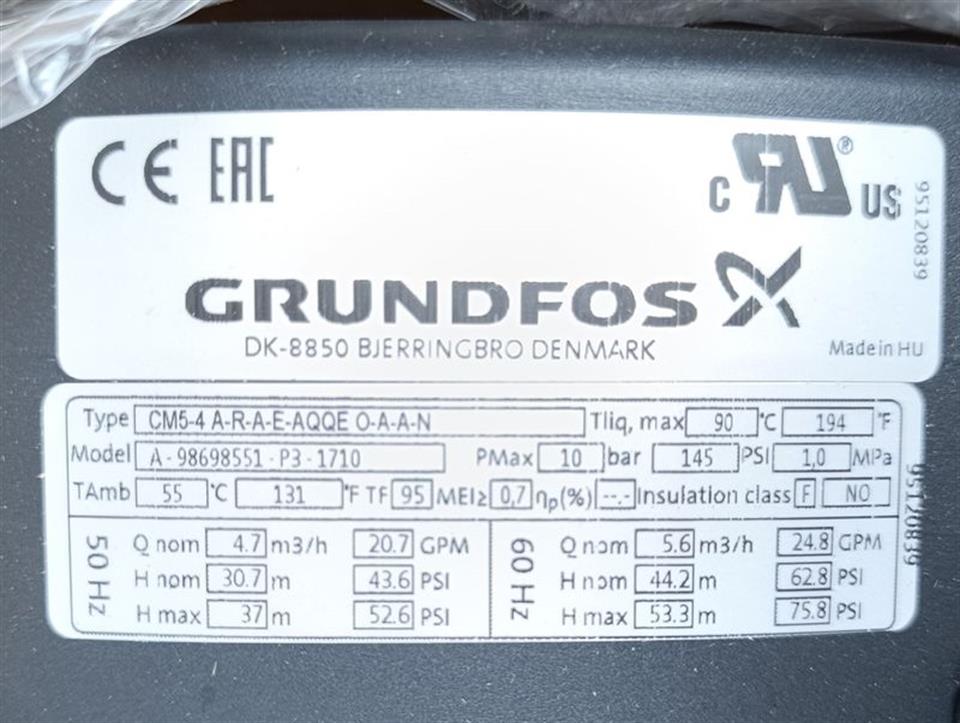 CE EAC
C RU® US
95120839
GRUNDFOS
DK-8850 BJERRINGBRO DENMARK
Made in HU
Type CM5-4 A-R-A-E-AQQE O-A-A-N Tliq, max 90 °C 194 °F
Model A - 98698551 - P3 - 1710 PMax 10 bar 145 PSI 1,0 MPa
TAmb 55 °C 131 °F TF 95 MEI≥ 0,7 ηp(%) --.- Insulation class F NO
95120839
50 Hz
Q nom 4.7 m3/h 20.7 GPM
H nom 30.7 m 43.6 PSI
H max 37 m 52.6 PSI
60 Hz
Q nom 5.6 m3/h 24.8 GPM
H nom 44.2 m 62.8 PSI
H max 53.3 m 75.8 PSI